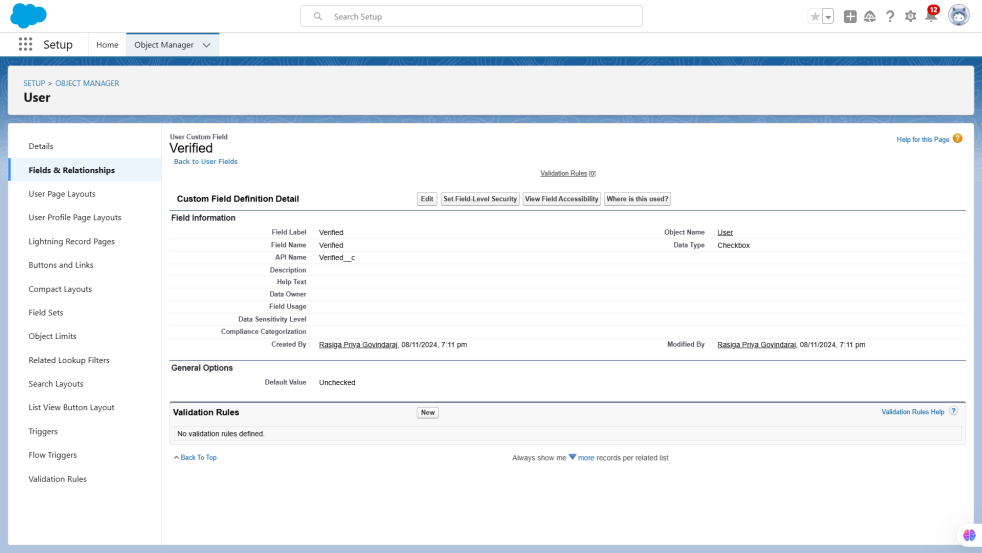 Search Setup
12
Setup
Home
Object Manager
SETUP > OBJECT MANAGER
User
Details
Fields & Relationships
User Page Layouts
User Profile Page Layouts
Lightning Record Pages
Buttons and Links
Compact Layouts
Field Sets
Object Limits
Related Lookup Filters
Search Layouts
List View Button Layout
Triggers
Flow Triggers
Validation Rules
User Custom Field
Verified
Back to User Fields
Help for this Page ?
Validation Rules [0]
Custom Field Definition Detail Edit Set Field-Level Security View Field Accessibility Where is this used?
Field Information
Field Label Verified Object Name User
Field Name Verified Data Type Checkbox
API Name Verified__c
Description
Help Text
Data Owner
Field Usage
Data Sensitivity Level
Compliance Categorization
Created By Rasiga Priya Govindaraj, 08/11/2024, 7:11 pm Modified By Rasiga Priya Govindaraj, 08/11/2024, 7:11 pm
General Options
Default Value Unchecked
Validation Rules New Validation Rules Help ?
No validation rules defined.
Back To Top Always show me more records per related list